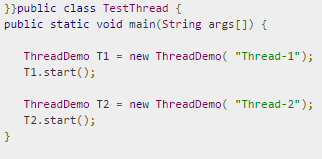 }}public class TestThread {
public static void main(String args[]) {
ThreadDemo T1 = new ThreadDemo( "Thread-1");
T1.start();
ThreadDemo T2 = new ThreadDemo( "Thread-2");
T2.start();
}